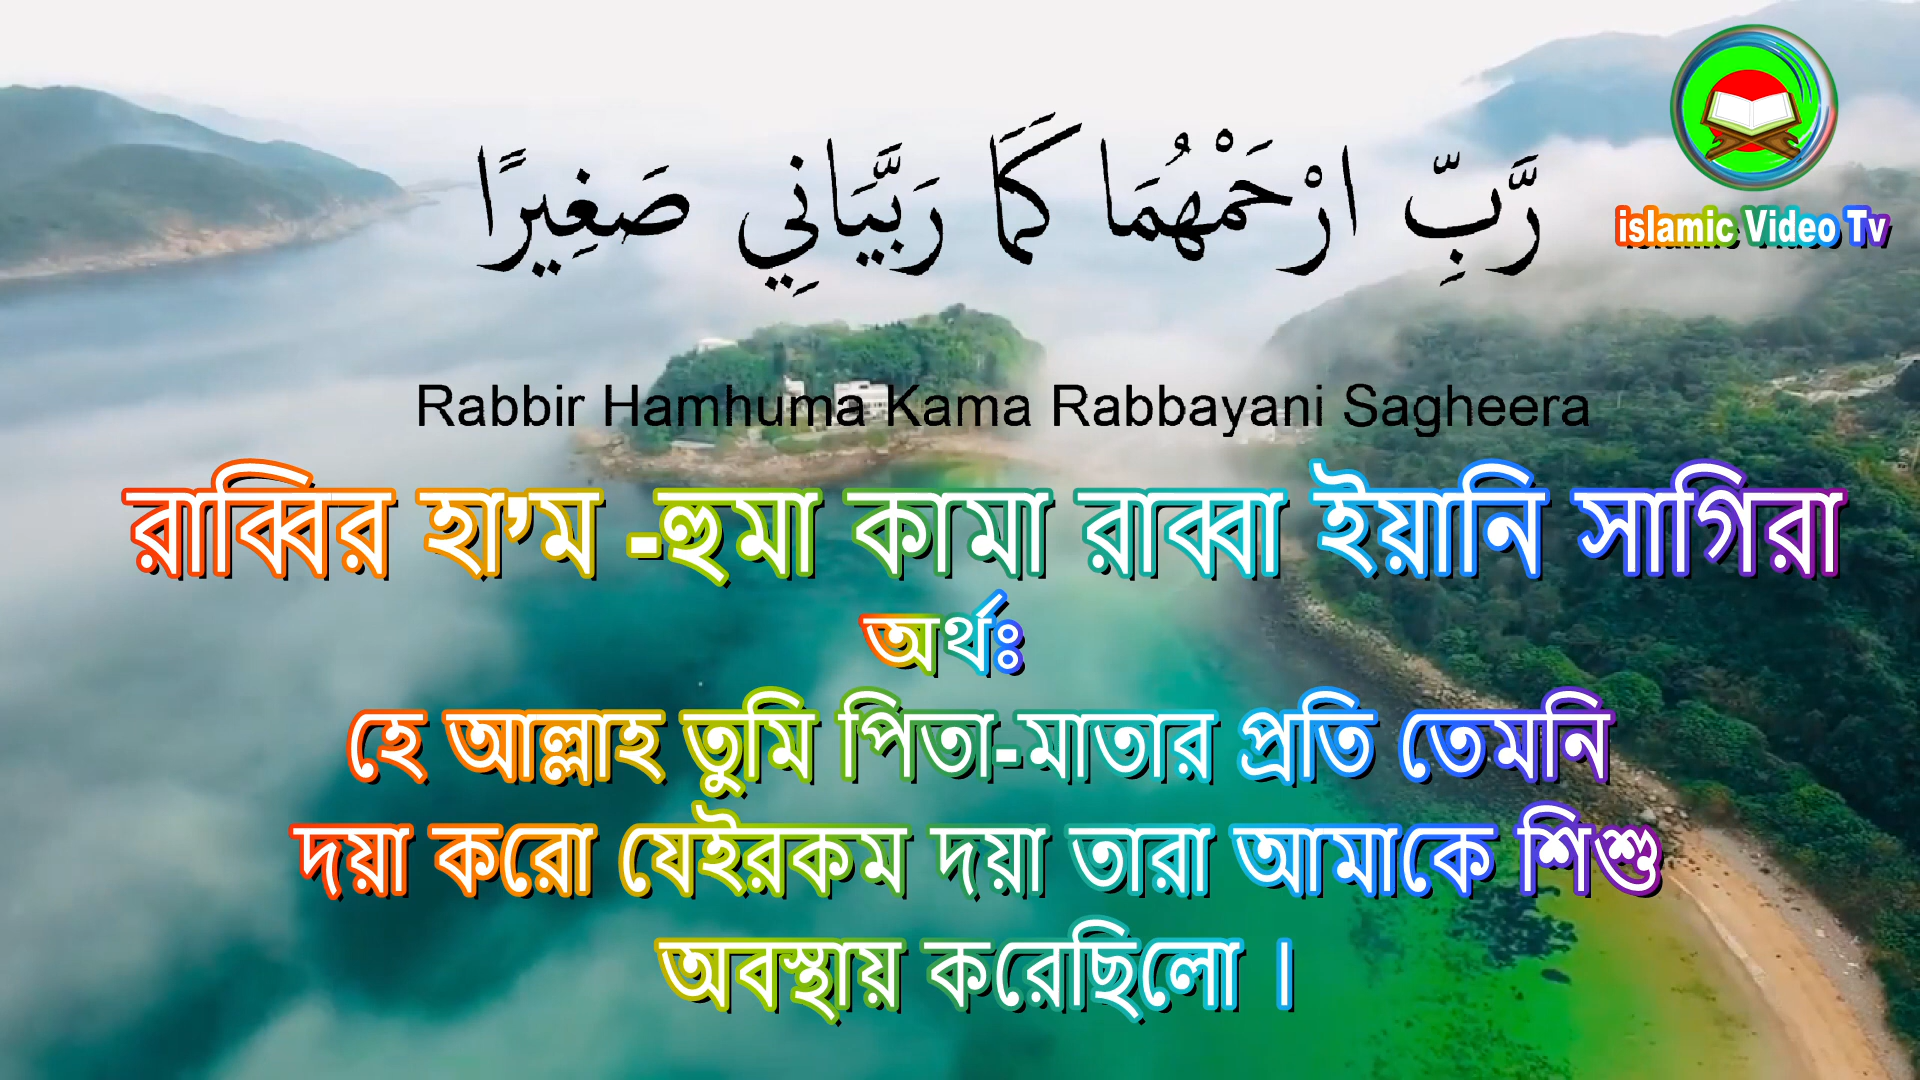 رَّبِّ ارْحَمْهُمَا كَمَا رَبَّيَانِي صَغِيرًا
islamic Video Tv
Rabbir Hamhuma Kama Rabbayani Sagheera
রাব্বির হা'ম -হুমা কামা রাব্বা ইয়ানি সাগিরা
অর্থঃ
হে আল্লাহ তুমি পিতা-মাতার প্রতি তেমনি
দয়া করো যেইরকম দয়া তারা আমাকে শিশু
অবস্থায় করেছিলো ।